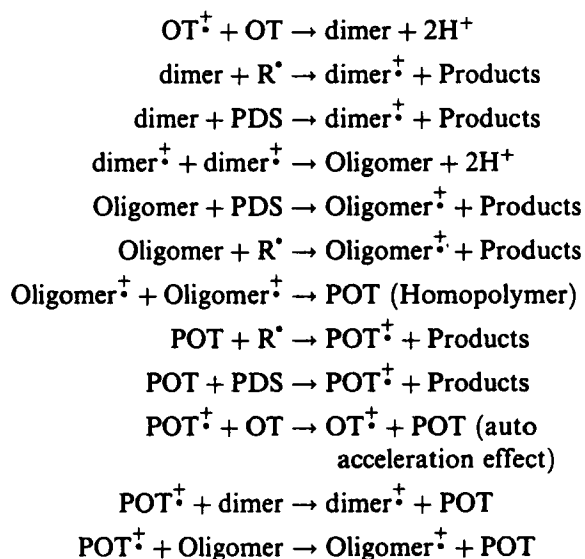 OT⨥ + OT → dimer + 2H⁺
dimer + R• → dimer⨥ + Products
dimer + PDS → dimer⨥ + Products
dimer⨥ + dimer⨥ → Oligomer + 2H⁺
Oligomer + PDS → Oligomer⨥ + Products
Oligomer + R• → Oligomer⨥ + Products
Oligomer⨥ + Oligomer⨥ → POT (Homopolymer)
POT + R• → POT⨥ + Products
POT + PDS → POT⨥ + Products
POT⨥ + OT → OT⨥ + POT (auto
acceleration effect)
POT⨥ + dimer → dimer⨥ + POT
POT⨥ + Oligomer → Oligomer⨥ + POT